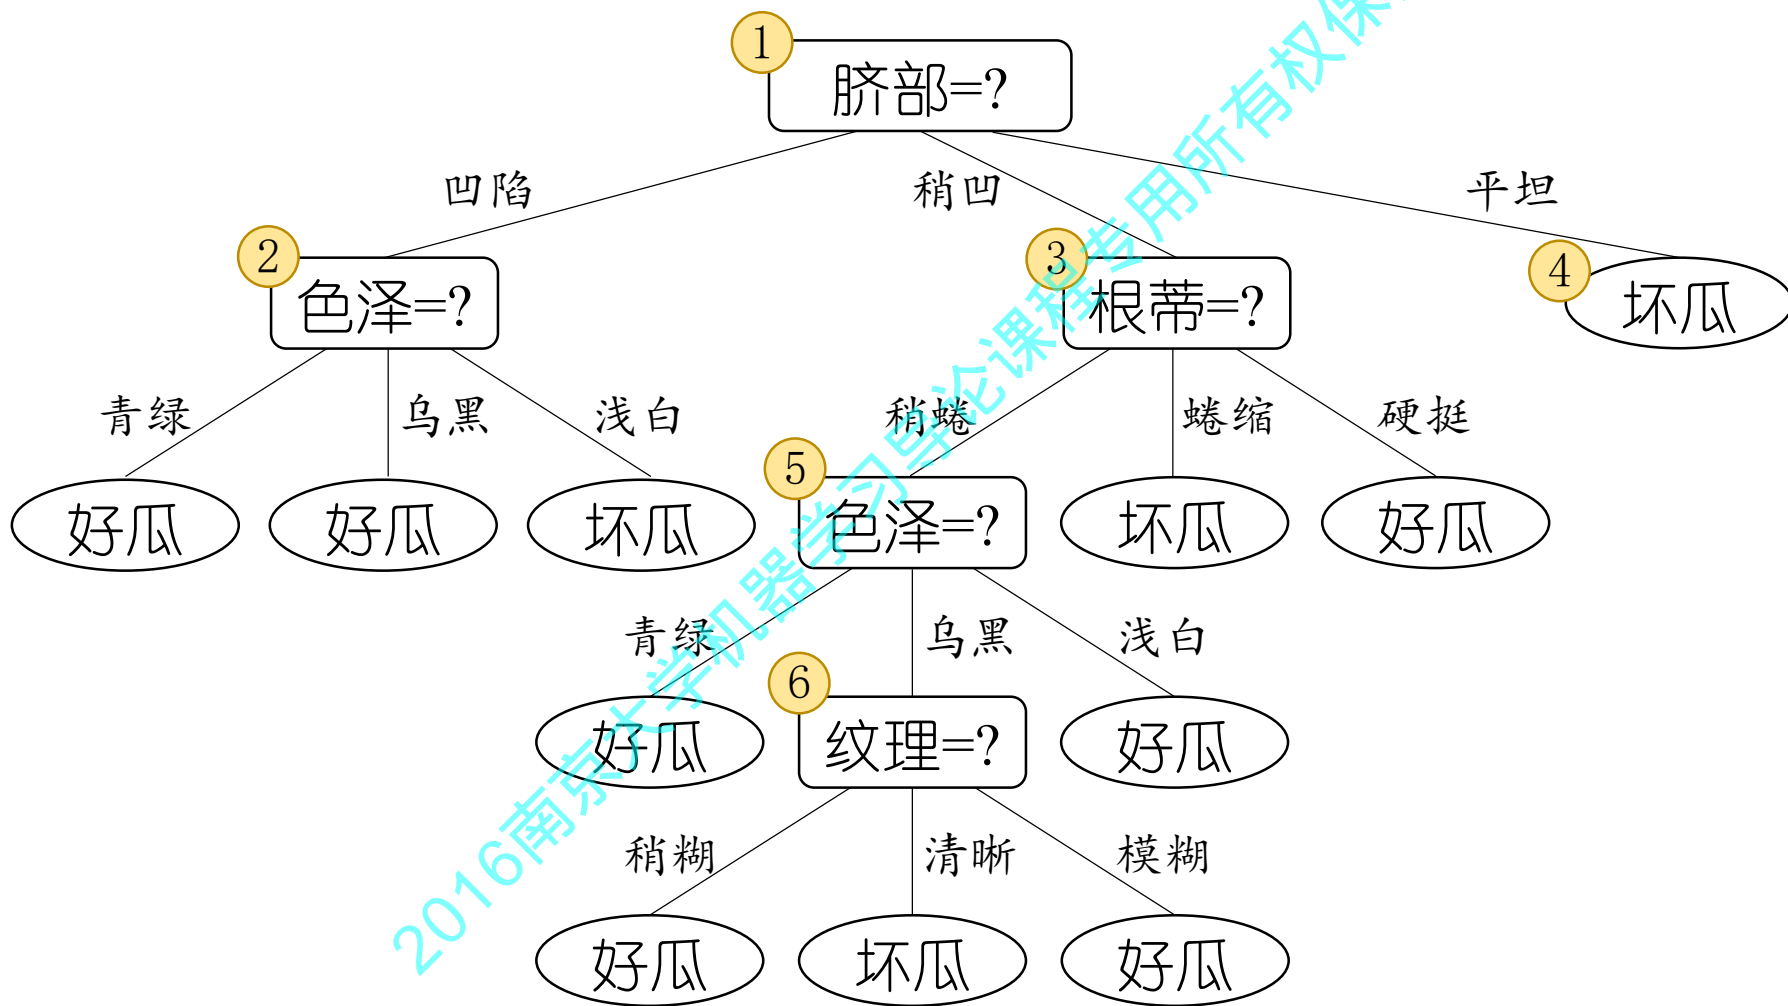 1
脐部=?
凹陷 稍凹 平坦
2 3 4
色泽=? 根蒂=? 坏瓜
青绿 乌黑 浅白 稍蜷 蜷缩 硬挺
5
好瓜 好瓜 坏瓜 色泽=? 坏瓜 好瓜
青绿 乌黑 浅白
6
好瓜 纹理=? 好瓜
稍糊 清晰 模糊
好瓜 坏瓜 好瓜
2016南京大学机器学习导论课程专用所有权保